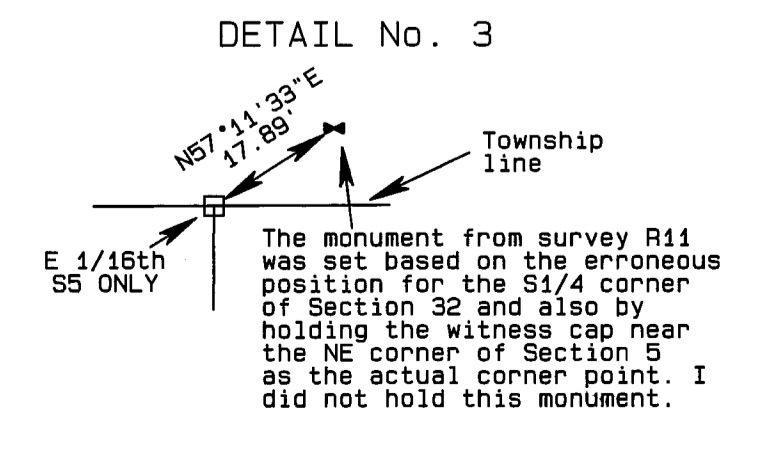 DETAIL No. 3
N57°11'33"E
17.89'
Township
line
E 1/16th
S5 ONLY
The monument from survey R11
was set based on the erroneous
position for the S1/4 corner
of Section 32 and also by
holding the witness cap near
the NE corner of Section 5
as the actual corner point. I
did not hold this monument.